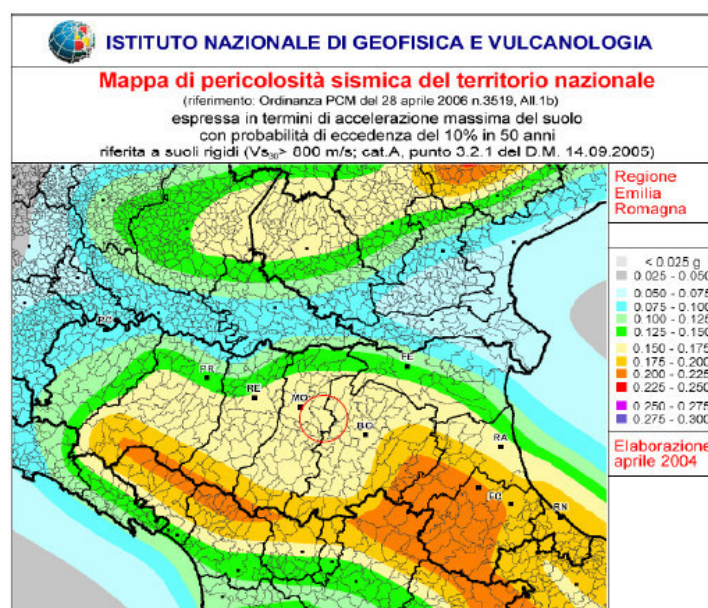 ISTITUTO NAZIONALE DI GEOFISICA E VULCANOLOGIA
Mappa di pericolosità sismica del territorio nazionale
(riferimento: Ordinanza PCM del 28 aprile 2006 n.3519, All.1b)
espressa in termini di accelerazione massima del suolo
con probabilità di eccedenza del 10% in 50 anni
riferita a suoli rigidi (Vs₃₀> 800 m/s; cat.A, punto 3.2.1 del D.M. 14.09.2005)
Regione
Emilia
Romagna
< 0.025 g
0.025 - 0.050
0.050 - 0.075
0.075 - 0.100
0.100 - 0.125
0.125 - 0.150
0.150 - 0.175
0.175 - 0.200
0.200 - 0.225
0.225 - 0.250
0.250 - 0.275
0.275 - 0.300
Elaborazione
aprile 2004
PC
PR
RE
MO
FE
BO
RA
FO
RN